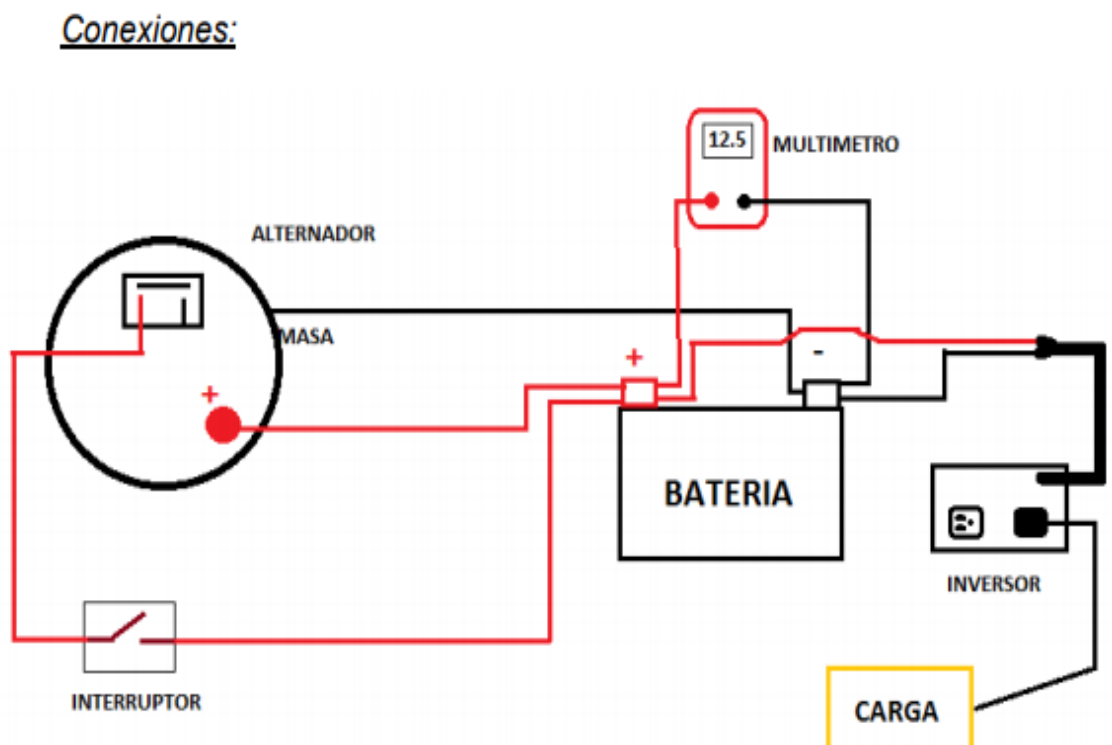 Conexiones:
12.5
MULTIMETRO
ALTERNADOR
MASA
+
-
+
BATERIA
INVERSOR
INTERRUPTOR
CARGA